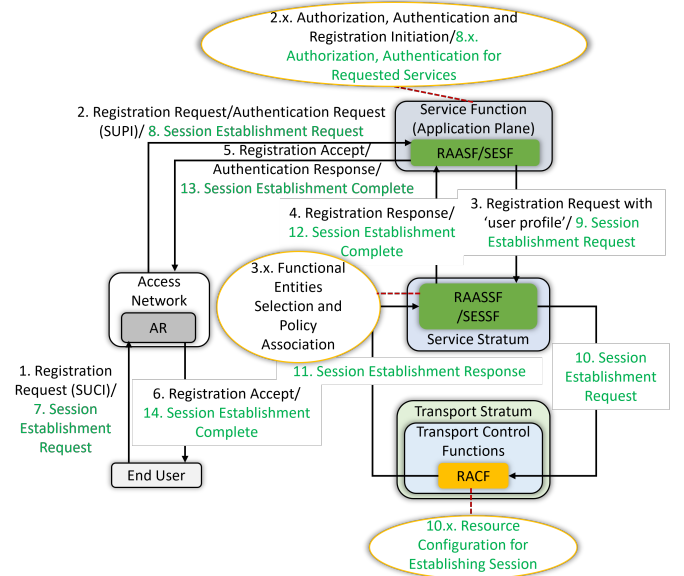 2.x. Authorization, Authentication and
Registration Initiation/8.x.
Authorization, Authentication for
Requested Services
2. Registration Request/Authentication Request
(SUPI)/ 8. Session Establishment Request
Service Function
(Application Plane)
RAASF/SESF
5. Registration Accept/
Authentication Response/
13. Session Establishment Complete
4. Registration Response/
12. Session Establishment
Complete
3. Registration Request with
‘user profile’/ 9. Session
Establishment Request
3.x. Functional
Entities
Selection and
Policy
Association
Access
Network
AR
RAASSF
/SESSF
Service Stratum
1. Registration
Request (SUCI)/
7. Session
Establishment
Request
6. Registration Accept/
14. Session Establishment
Complete
11. Session Establishment Response
10. Session
Establishment
Request
Transport Stratum
Transport Control
Functions
RACF
End User
10.x. Resource
Configuration for
Establishing Session